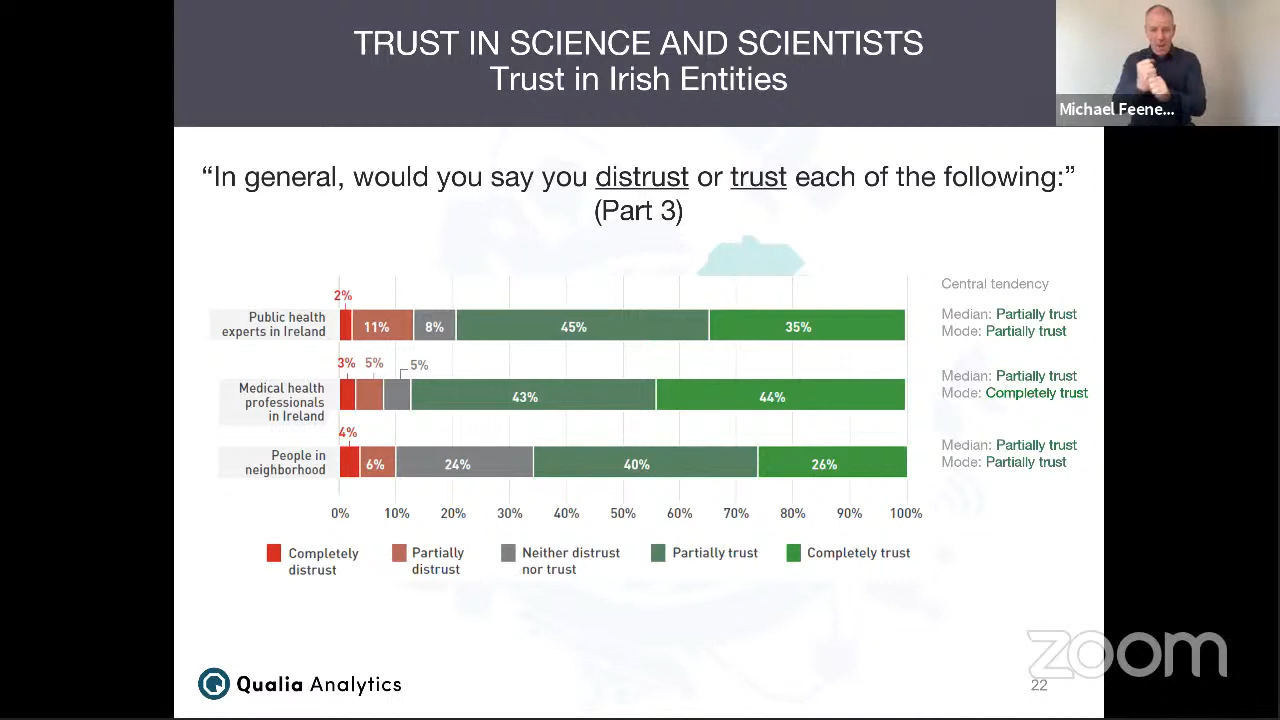 TRUST IN SCIENCE AND SCIENTISTS
Trust in Irish Entities
Michael Feene...
“In general, would you say you distrust or trust each of the following:”
(Part 3)
Central tendency
2%
Public health
experts in Ireland
11% 8% 45% 35%
Median: Partially trust
Mode: Partially trust
3% 5% 5%
Medical health
professionals
in Ireland
43% 44%
Median: Partially trust
Mode: Completely trust
4%
People in
neighborhood
6% 24% 40% 26%
Median: Partially trust
Mode: Partially trust
0% 10% 20% 30% 40% 50% 60% 70% 80% 90% 100%
Completely
distrust
Partially
distrust
Neither distrust
nor trust
Partially trust
Completely trust
zoom
Qualia Analytics
22